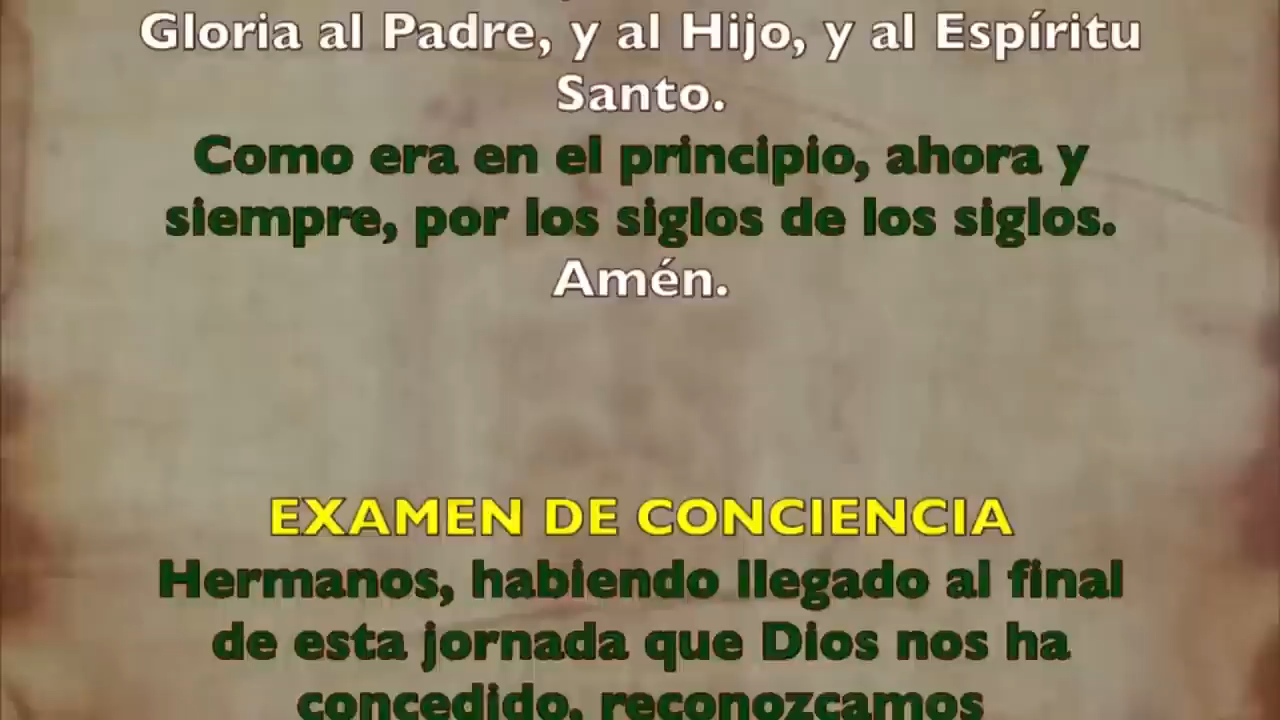 Gloria al Padre, y al Hijo, y al Espíritu
Santo.
Como era en el principio, ahora y
siempre, por los siglos de los siglos.
Amén.
EXAMEN DE CONCIENCIA
Hermanos, habiendo llegado al final
de esta jornada que Dios nos ha
concedido, reconozcamos